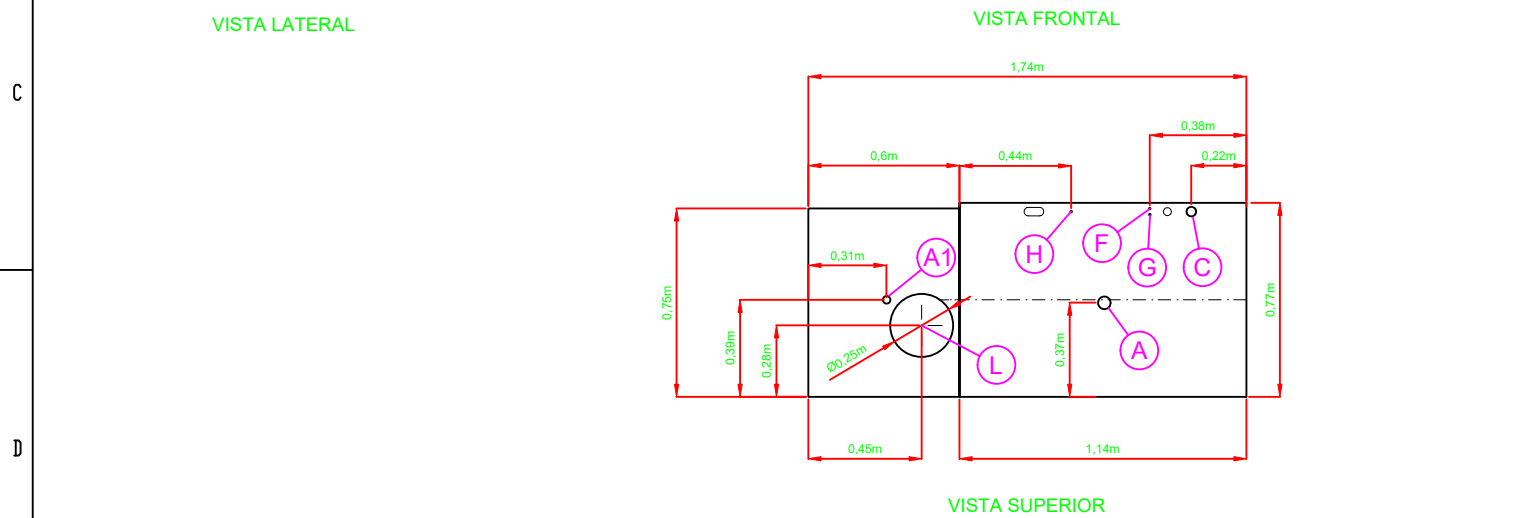 VISTA LATERAL
VISTA FRONTAL
1,74m
C
0,38m
0,6m
0,44m
0,22m
H
F
G
C
A1
0,31m
0,75m
0,39m
0,28m
Ø0,25m
L
0,37m
A
0,77m
0,45m
1,14m
D
VISTA SUPERIOR